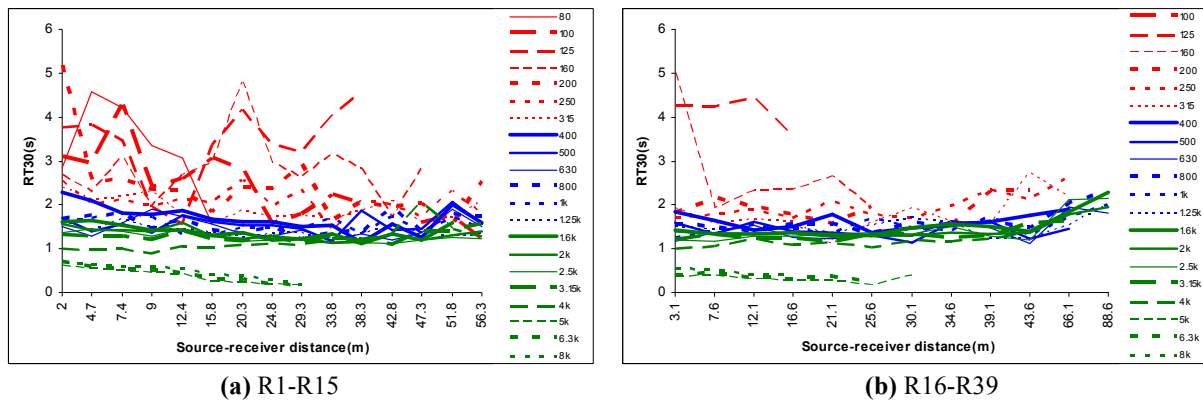 6
5
4
3
2
1
0
RT30(s)
2
4.7
7.4
9
12.4
15.8
20.3
24.8
29.3
33.8
38.3
42.8
47.3
51.8
56.3
Source-receiver distance(m)
80
100
125
160
200
250
315
400
500
630
800
1k
1.25k
1.6k
2k
2.5k
3.15k
4k
5k
6.3k
8k
(a) R1-R15
6
5
4
3
2
1
0
RT30(s)
3.1
7.6
12.1
16.6
21.1
25.6
30.1
34.6
39.1
43.6
66.1
88.6
Source-receiver distance(m)
100
125
160
200
250
315
400
500
630
800
1k
1.25k
1.6k
2k
2.5k
3.15k
4k
5k
6.3k
8k
(b) R16-R39